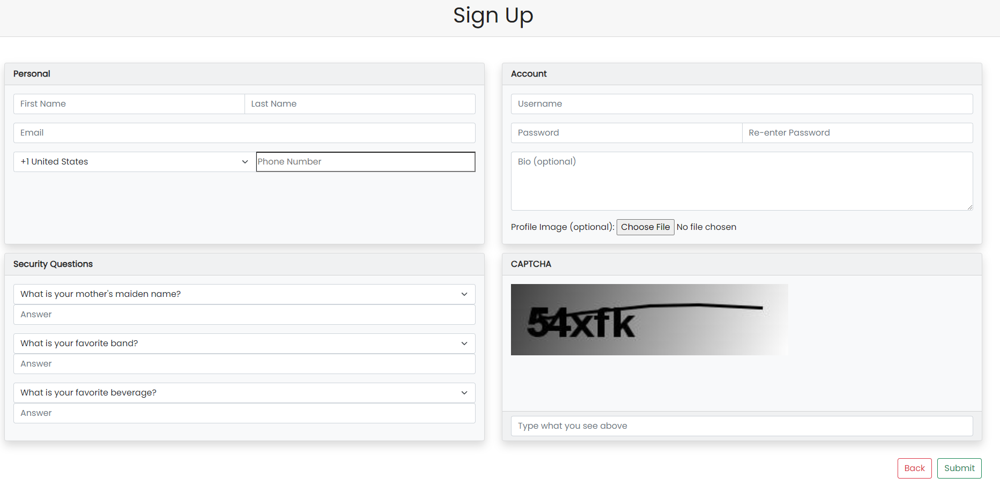 Sign Up
Personal
First Name
Last Name
Email
+1 United States
Phone Number
Account
Username
Password
Re-enter Password
Bio (optional)
Profile Image (optional): Choose File No file chosen
Security Questions
What is your mother's maiden name?
Answer
What is your favorite band?
Answer
What is your favorite beverage?
Answer
CAPTCHA
54xfk
Type what you see above
Back
Submit